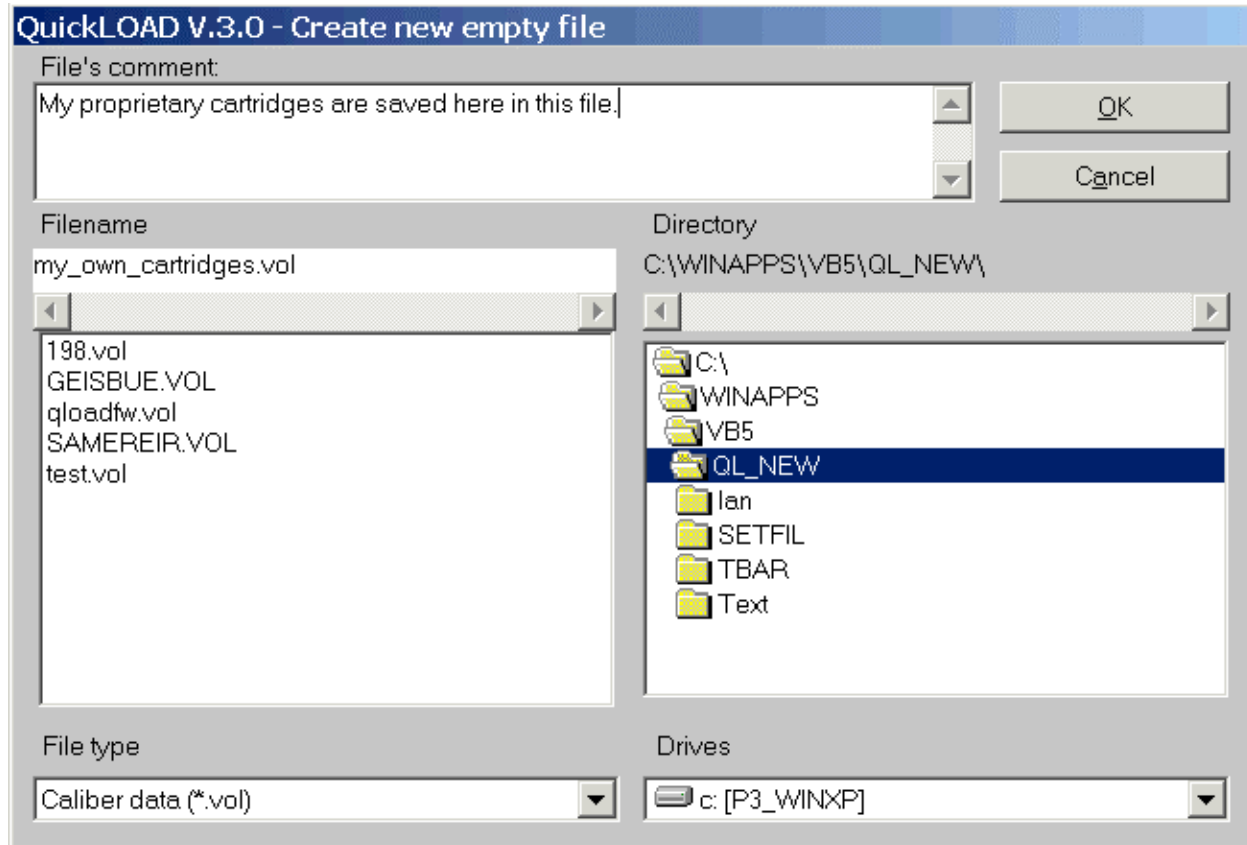 QuickLOAD V.3.0 - Create new empty file
File's comment:
My proprietary cartridges are saved here in this file.
OK
Cancel
Filename
my_own_cartridges.vol
198.vol
GEISBUE.VOL
qloadfw.vol
SAMEREIR.VOL
test.vol
File type
Caliber data (*.vol)
Directory
C:\WINAPPS\VB5\QL_NEW\
C:\
WINAPPS
VB5
QL_NEW
lan
SETFIL
TBAR
Text
Drives
c: [P3_WINXP]